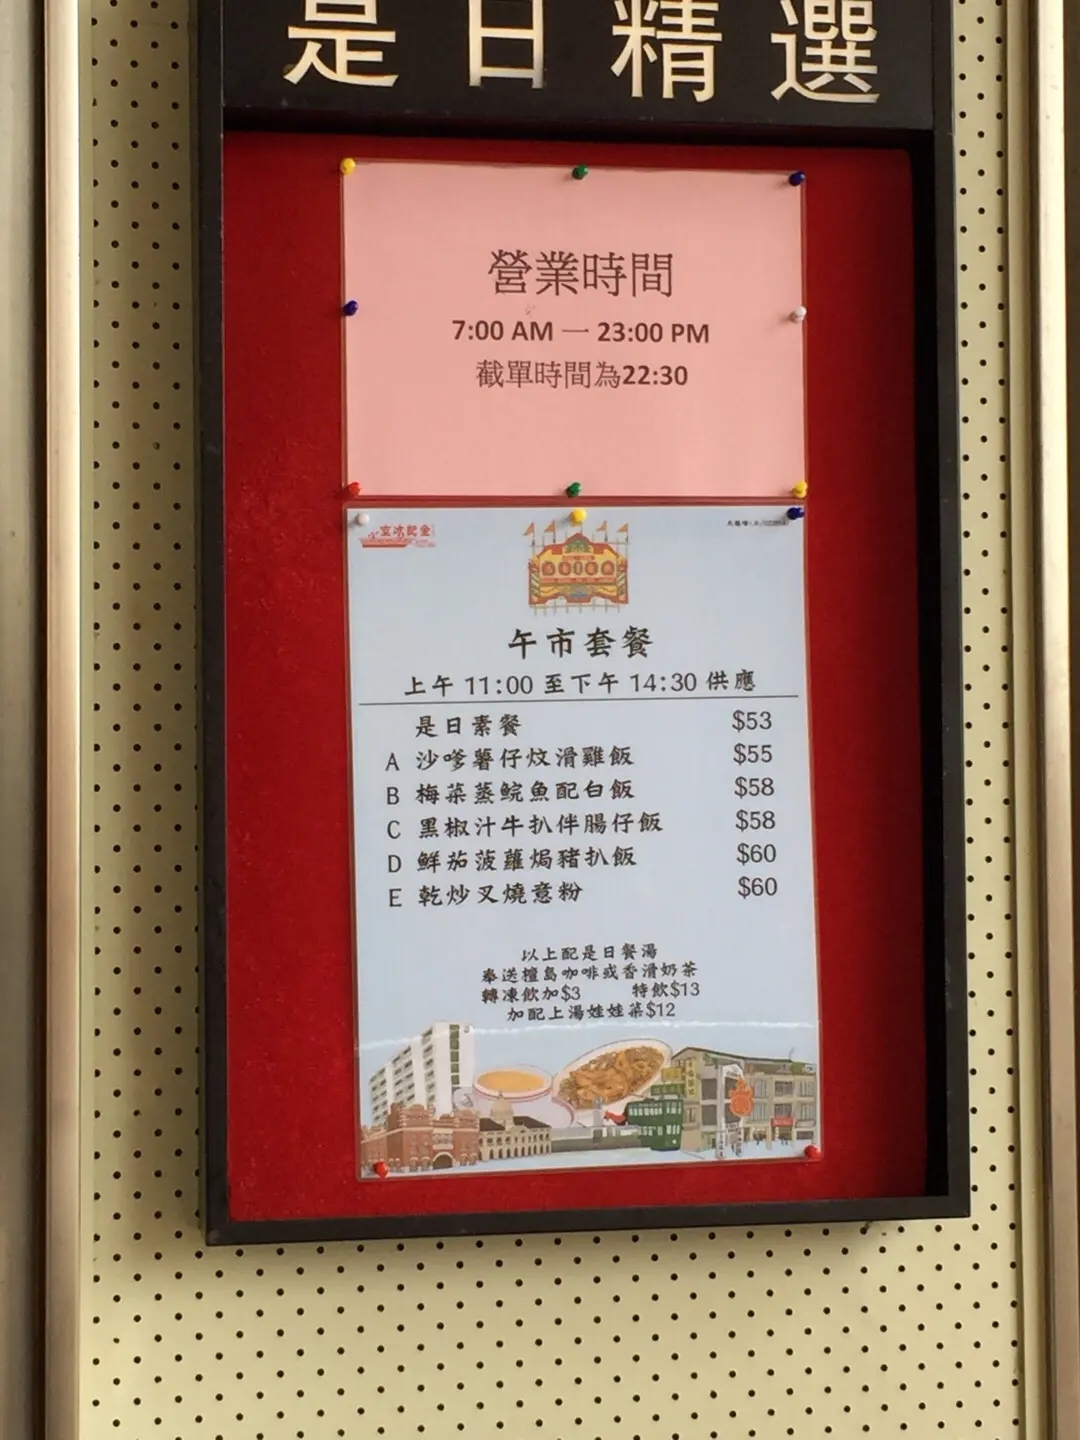 是日精選
營業時間
7:00 AM 一 23:00 PM
截單時間為22:30
金記冰室
午市套餐
上午 11:00 至下午 14:30 供應
是日素餐 $53
A 沙嗲薯仔炆滑雞飯 $55
B 梅菜蒸鯇魚配白飯 $58
C 黑椒汁牛扒伴腸仔飯 $58
D 鮮茄菠蘿焗豬扒飯 $60
E 乾炒叉燒意粉 $60
以上配是日餐湯
奉送檀島咖啡或香滑奶茶
轉凍飲加$3 特飲$13
加配上湯娃娃菜$12